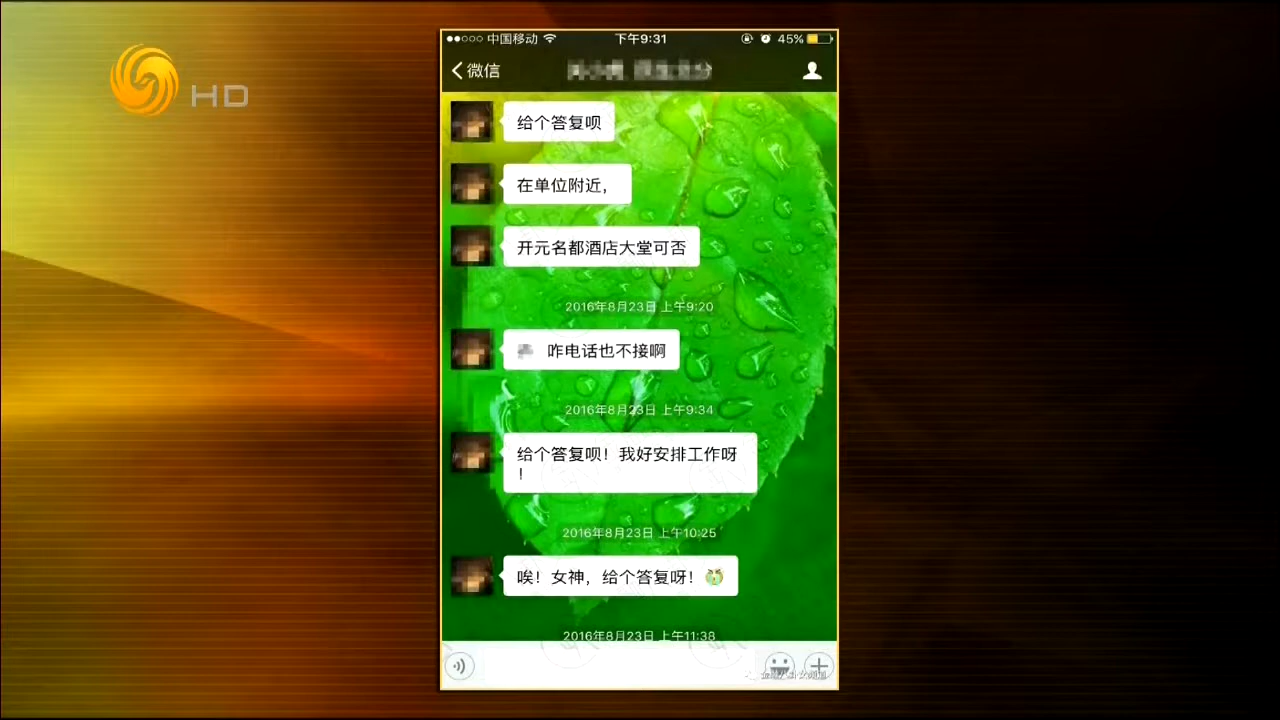 HD
中国移动 下午9:31 45%
微信
给个答复呗
在单位附近，
开元名都酒店大堂可否
2016年8月23日 上午9:20
咋电话也不接啊
2016年8月23日 上午9:34
给个答复呗！我好安排工作呀
！
2016年8月23日 上午10:25
唉！女神，给个答复呀！
2016年8月23日 上午11:38